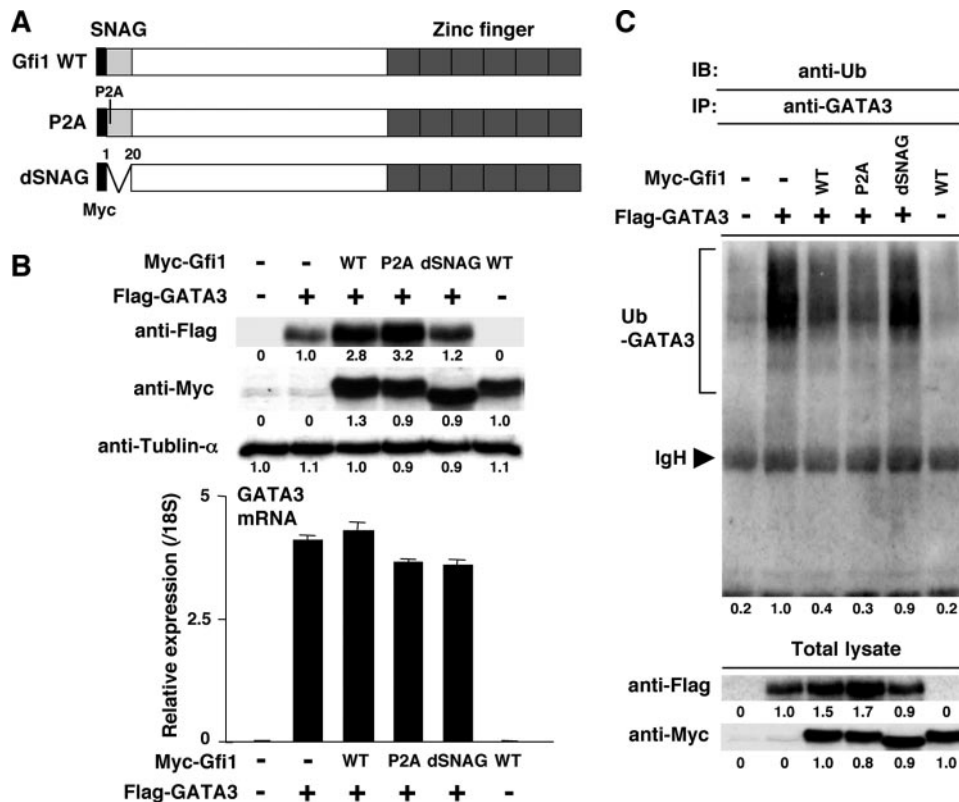 A
SNAG
Zinc finger
Gfi1 WT
P2A
P2A
1 20
dSNAG
Myc
B
Myc-Gfi1 - - WT P2A dSNAG WT
Flag-GATA3 - + + + + -
anti-Flag
0 1.0 2.8 3.2 1.2 0
anti-Myc
0 0 1.3 0.9 0.9 1.0
anti-Tublin-α
1.0 1.1 1.0 0.9 0.9 1.1
GATA3
mRNA
Relative expression (/18S)
5
2.5
0
Myc-Gfi1 - - WT P2A dSNAG WT
Flag-GATA3 - + + + + -
C
IB: anti-Ub
IP: anti-GATA3
Myc-Gfi1 - - WT P2A dSNAG WT
Flag-GATA3 - + + + + -
Ub
-GATA3
IgH
0.2 1.0 0.4 0.3 0.9 0.2
Total lysate
anti-Flag
0 1.0 1.5 1.7 0.9 0
anti-Myc
0 0 1.0 0.8 0.9 1.0